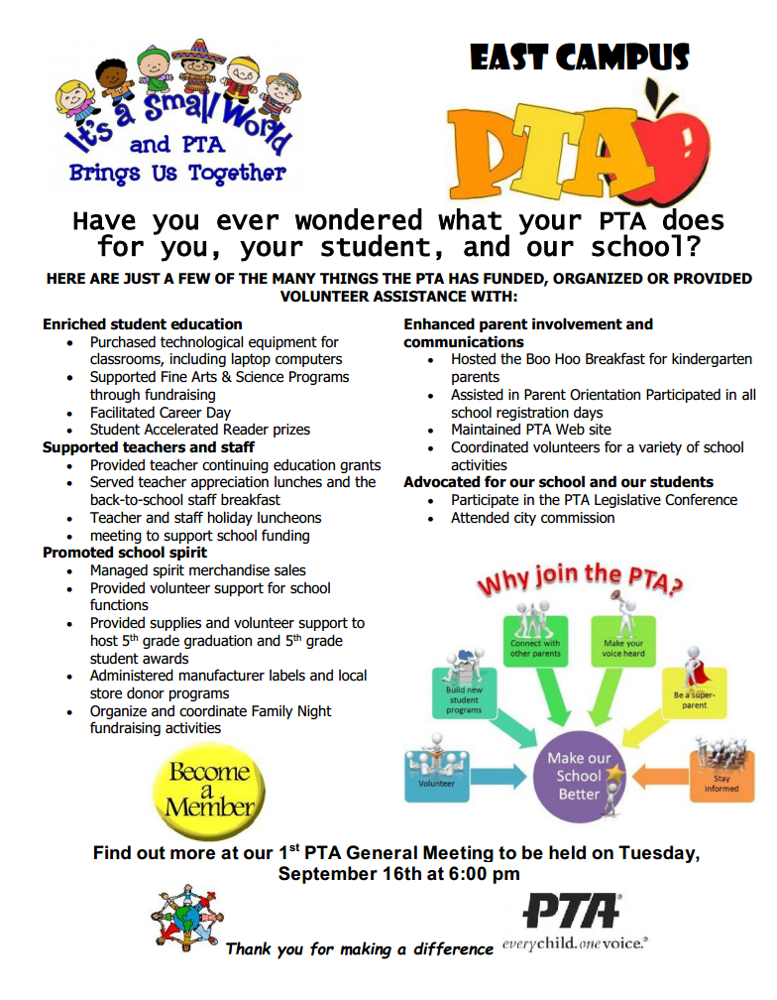 It's a Small World
and PTA
Brings Us Together
EAST CAMPUS
PTA
Have you ever wondered what your PTA does
for you, your student, and our school?
HERE ARE JUST A FEW OF THE MANY THINGS THE PTA HAS FUNDED, ORGANIZED OR PROVIDED
VOLUNTEER ASSISTANCE WITH:
Enriched student education
• Purchased technological equipment for
classrooms, including laptop computers
• Supported Fine Arts & Science Programs
through fundraising
• Facilitated Career Day
• Student Accelerated Reader prizes
Supported teachers and staff
• Provided teacher continuing education grants
• Served teacher appreciation lunches and the
back-to-school staff breakfast
• Teacher and staff holiday luncheons
• meeting to support school funding
Promoted school spirit
• Managed spirit merchandise sales
• Provided volunteer support for school
functions
• Provided supplies and volunteer support to
host 5th grade graduation and 5th grade
student awards
• Administered manufacturer labels and local
store donor programs
• Organize and coordinate Family Night
fundraising activities
Enhanced parent involvement and
communications
• Hosted the Boo Hoo Breakfast for kindergarten
parents
• Assisted in Parent Orientation Participated in all
school registration days
• Maintained PTA Web site
• Coordinated volunteers for a variety of school
activities
Advocated for our school and our students
• Participate in the PTA Legislative Conference
• Attended city commission
Why join the PTA?
Volunteer
Build new
student
programs
Connect with
other parents
Make your
voice heard
Be a super-
parent
Stay
informed
Make our
School
Better
Become
a
Member
Find out more at our 1st PTA General Meeting to be held on Tuesday,
September 16th at 6:00 pm
Thank you for making a difference
PTA®
everychild.onevoice.®